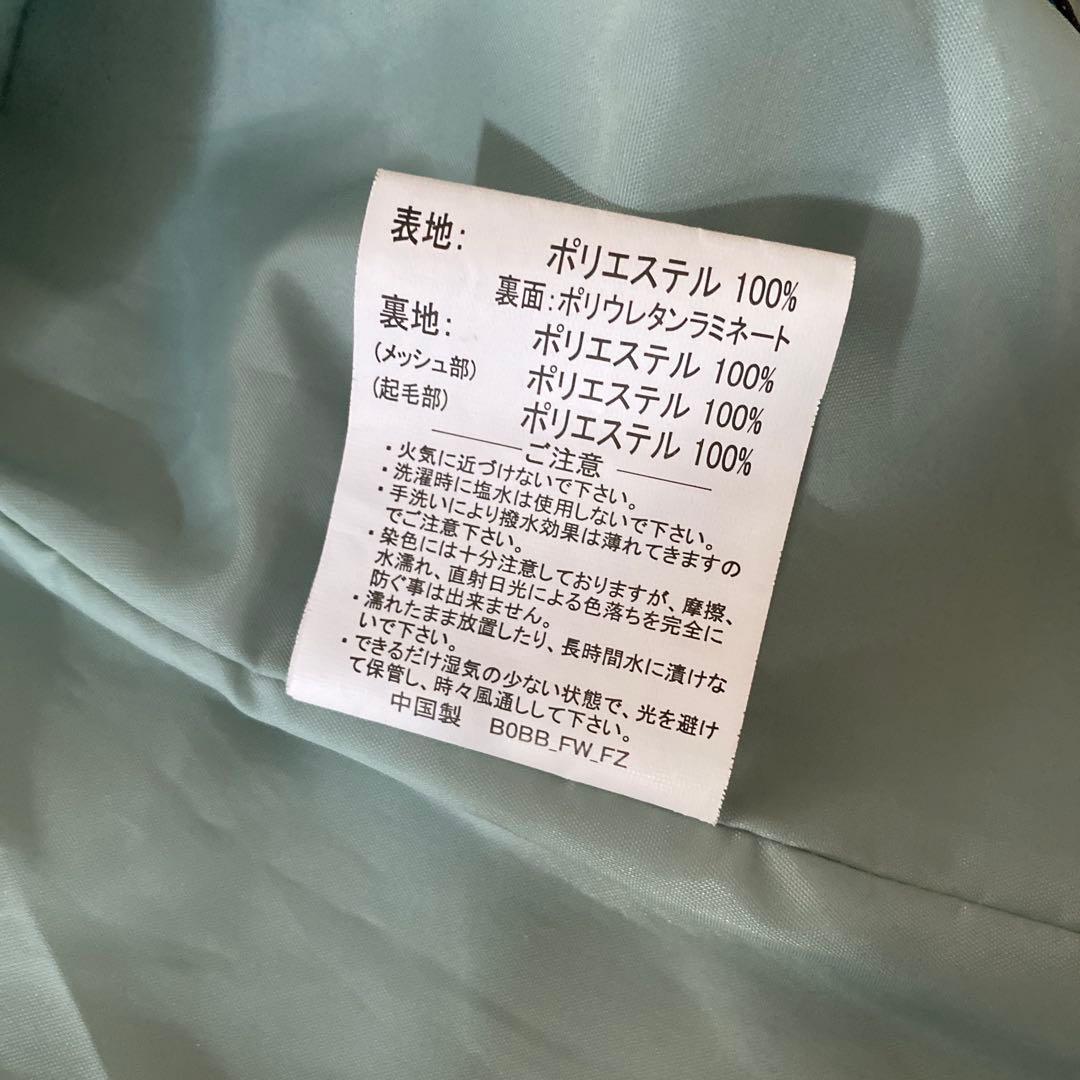 表地: ポリエステル 100%
裏面:ポリウレタンラミネート
裏地: ポリエステル 100%
(メッシュ部) ポリエステル 100%
(起毛部) ポリエステル 100%
ご注意
・火気に近づけないで下さい。
・洗濯時に塩水は使用しないで下さい。
・手洗いにより撥水効果は薄れてきますの
でご注意下さい。
・染色には十分注意しておりますが、摩擦、
水濡れ、直射日光による色落ちを完全に
防ぐ事は出来ません。
・濡れたまま放置したり、長時間水に漬けな
いで下さい。
・できるだけ湿気の少ない状態で、光を避け
て保管し、時々風通しして下さい。
中国製 B0BB_FW_FZ